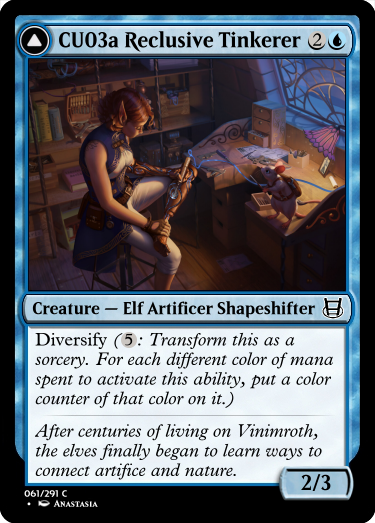 CU03a Reclusive Tinkerer 2
Creature — Elf Artificer Shapeshifter
Diversify (5: Transform this as a
sorcery. For each different color of mana
spent to activate this ability, put a color
counter of that color on it.)
After centuries of living on Vinimroth,
the elves finally began to learn ways to
connect artifice and nature.
2/3
061/291 C
• Anastasia